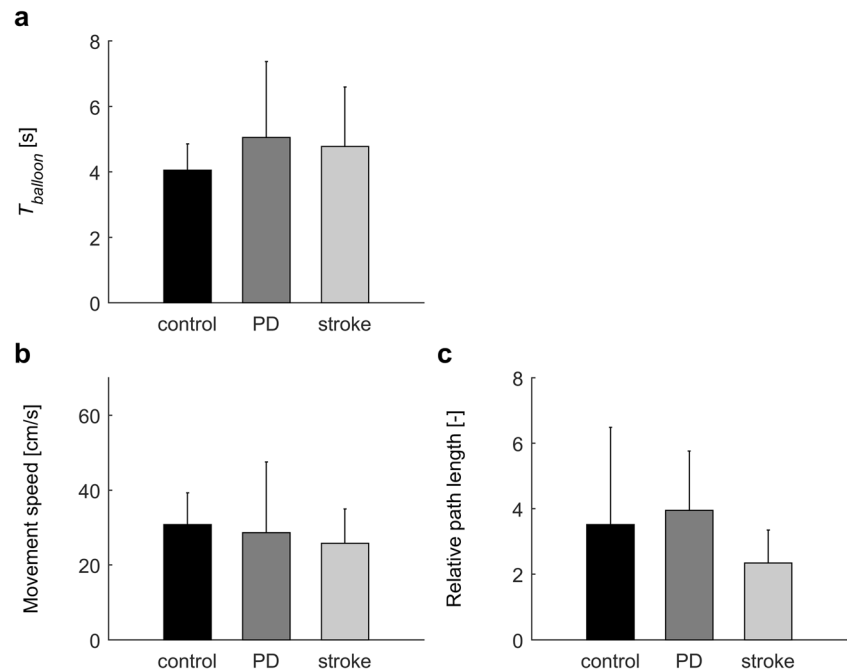 a
T_balloon [s]
8
6
4
2
0
control PD stroke
b
Movement speed [cm/s]
60
40
20
0
control PD stroke
c
Relative path length [-]
8
6
4
2
0
control PD stroke